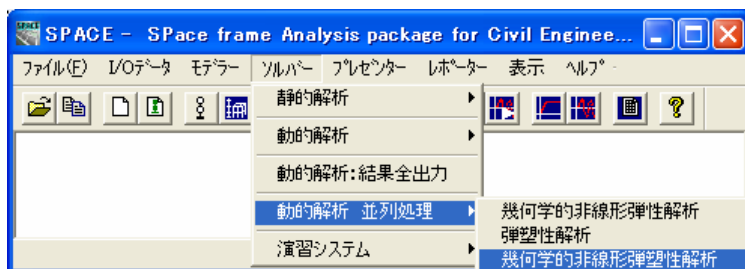 SPACE - SPace frame Analysis package for Civil Enginee...
ファイル(F) I/Oデータ モデラー ソルバー プレゼンター レポーター 表示 ヘルプ
静的解析
動的解析
動的解析:結果全出力
動的解析 並列処理
幾何学的非線形弾性解析
弾塑性解析
演習システム
幾何学的非線形弾塑性解析